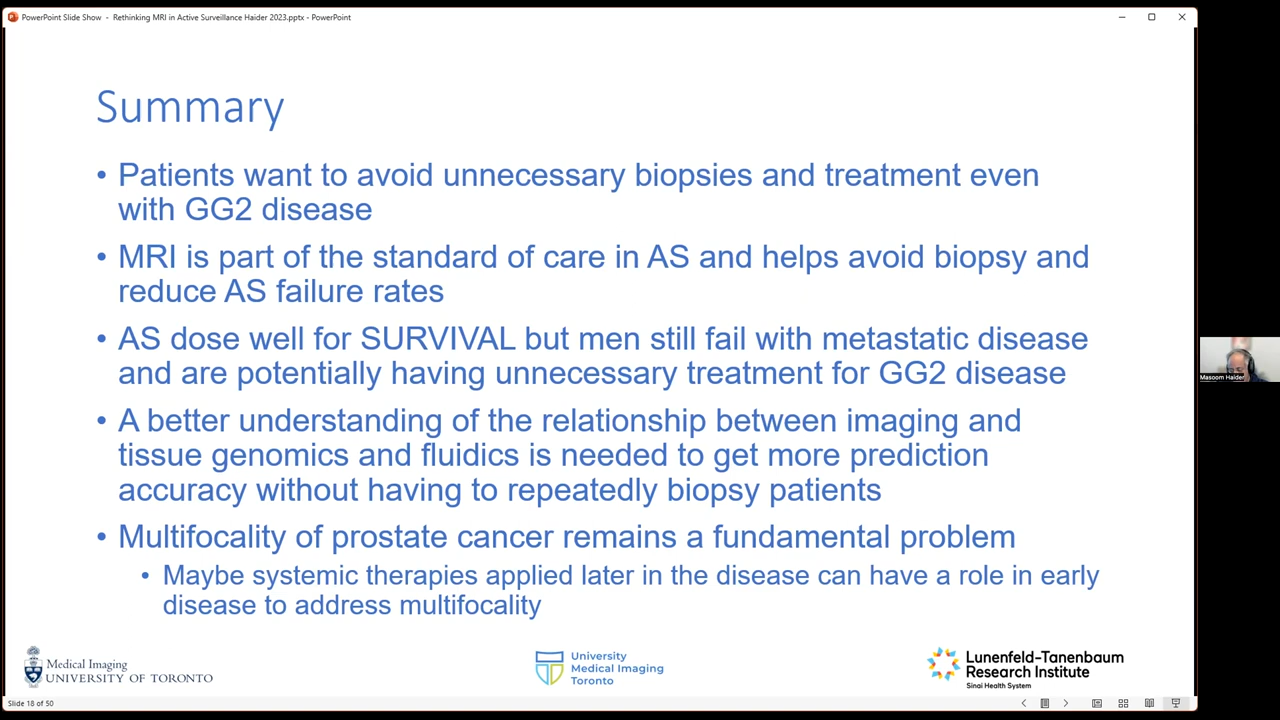 PowerPoint Slide Show - Rethinking MRI in Active Surveillance Haider 2023.pptx - PowerPoint
Summary
• Patients want to avoid unnecessary biopsies and treatment even
with GG2 disease
• MRI is part of the standard of care in AS and helps avoid biopsy and
reduce AS failure rates
• AS dose well for SURVIVAL but men still fail with metastatic disease
and are potentially having unnecessary treatment for GG2 disease
• A better understanding of the relationship between imaging and
tissue genomics and fluidics is needed to get more prediction
accuracy without having to repeatedly biopsy patients
• Multifocality of prostate cancer remains a fundamental problem
• Maybe systemic therapies applied later in the disease can have a role in early
disease to address multifocality
Medical Imaging
UNIVERSITY OF TORONTO
University
Medical Imaging
Toronto
Lunenfeld-Tanenbaum
Research Institute
Sinai Health System
Slide 18 of 50
Masoom Haider